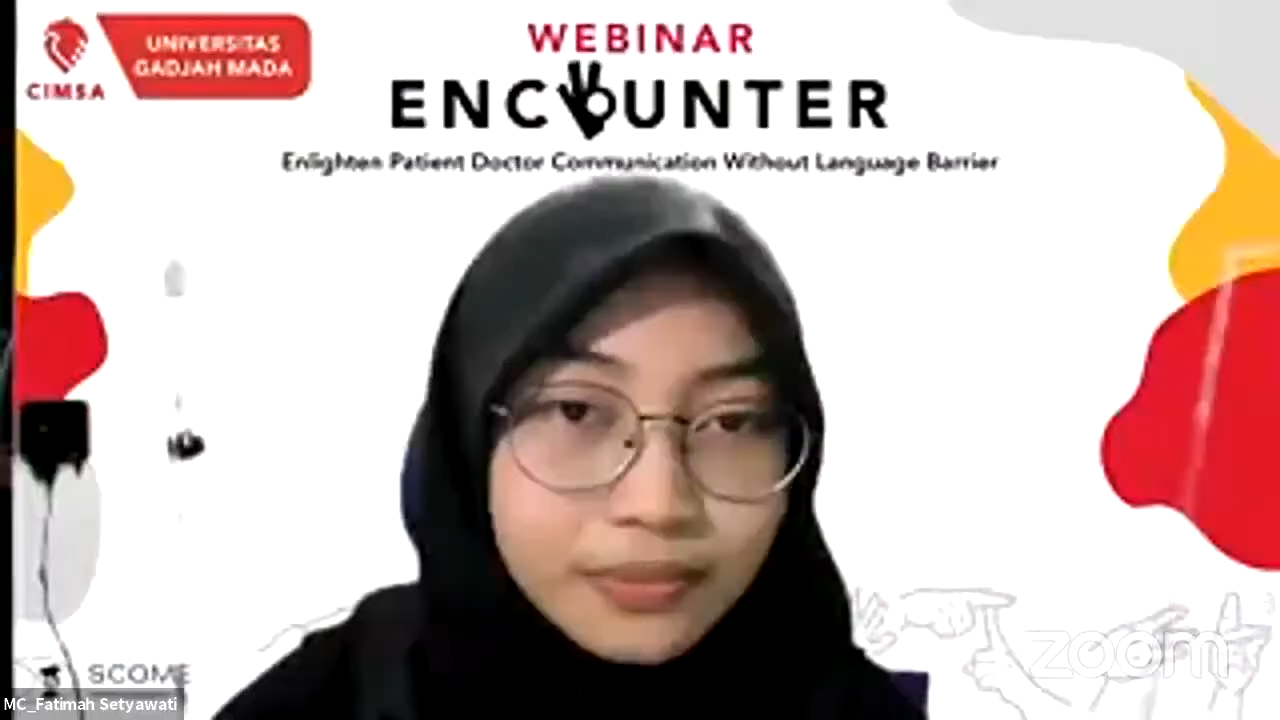 CIMSA
UNIVERSITAS
GADJAH MADA
WEBINAR
ENCOUNTER
Enlighten Patient Doctor Communication Without Language Barrier
zoom
SCOME
MC_Fatimah Setyawati